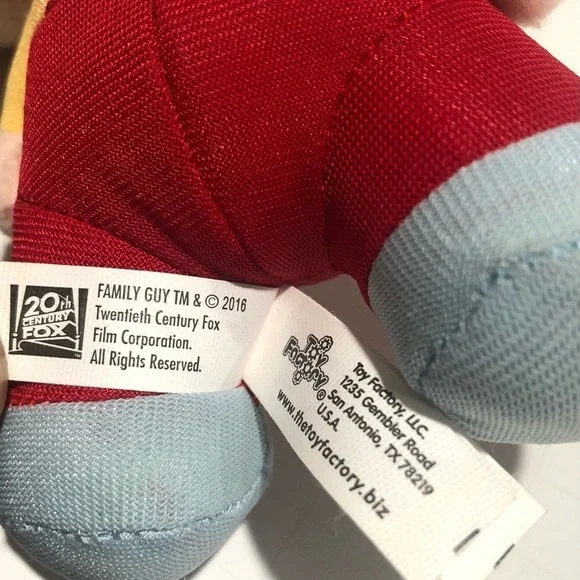 20th
CENTURY
FOX
TM
FAMILY GUY TM & © 2016
Twentieth Century Fox
Film Corporation.
All Rights Reserved.
TOY
FACTORY ®
U.S.A.
www.thetoyfactory.biz
Toy Factory, LLC.
1235 Gembler Road
San Antonio, TX 78219